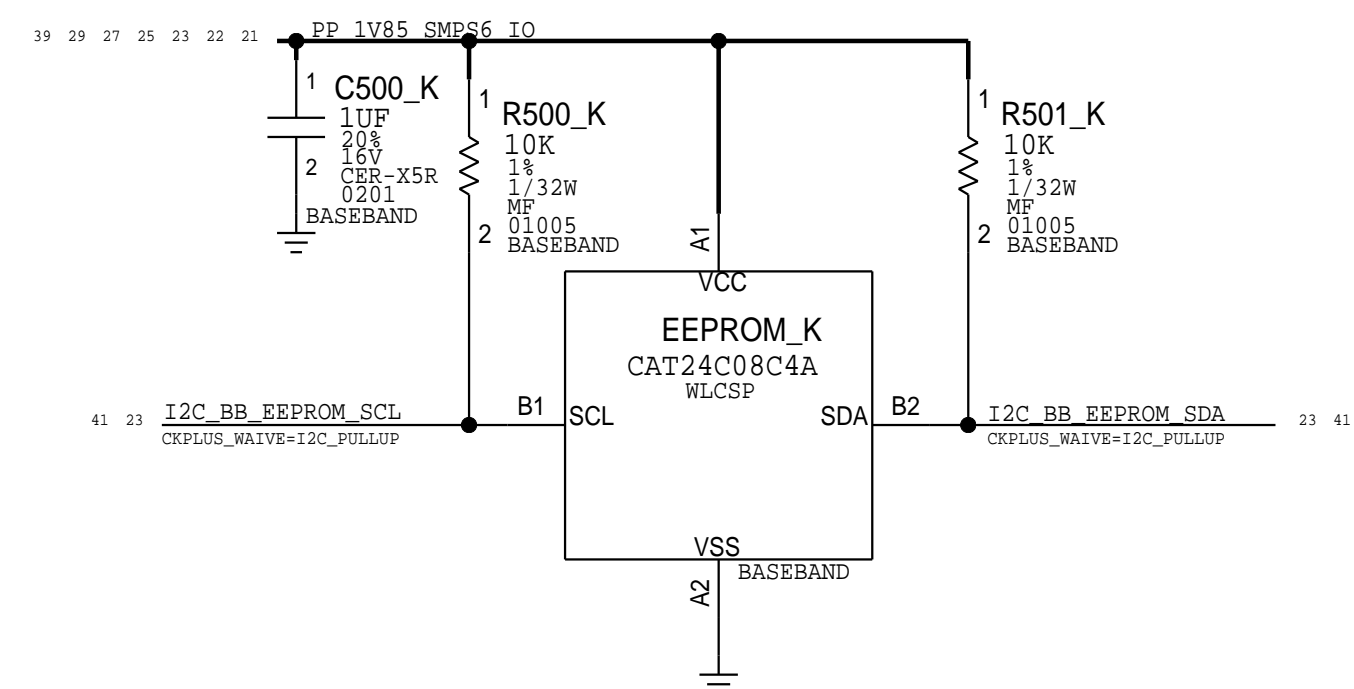 39 29 27 25 23 22 21
PP_1V85_SMPS6_IO
1
C500_K
1UF
20%
16V
CER-X5R
0201
2
BASEBAND
1
R500_K
10K
1%
1/32W
MF
01005
2
BASEBAND
1
R501_K
10K
1%
1/32W
MF
01005
2
BASEBAND
A1
VCC
EEPROM_K
CAT24C08C4A
WLCSP
41 23
I2C_BB_EEPROM_SCL
CKPLUS_WAIVE=I2C_PULLUP
B1
SCL
SDA
B2
I2C_BB_EEPROM_SDA
CKPLUS_WAIVE=I2C_PULLUP
23 41
VSS
BASEBAND
A2